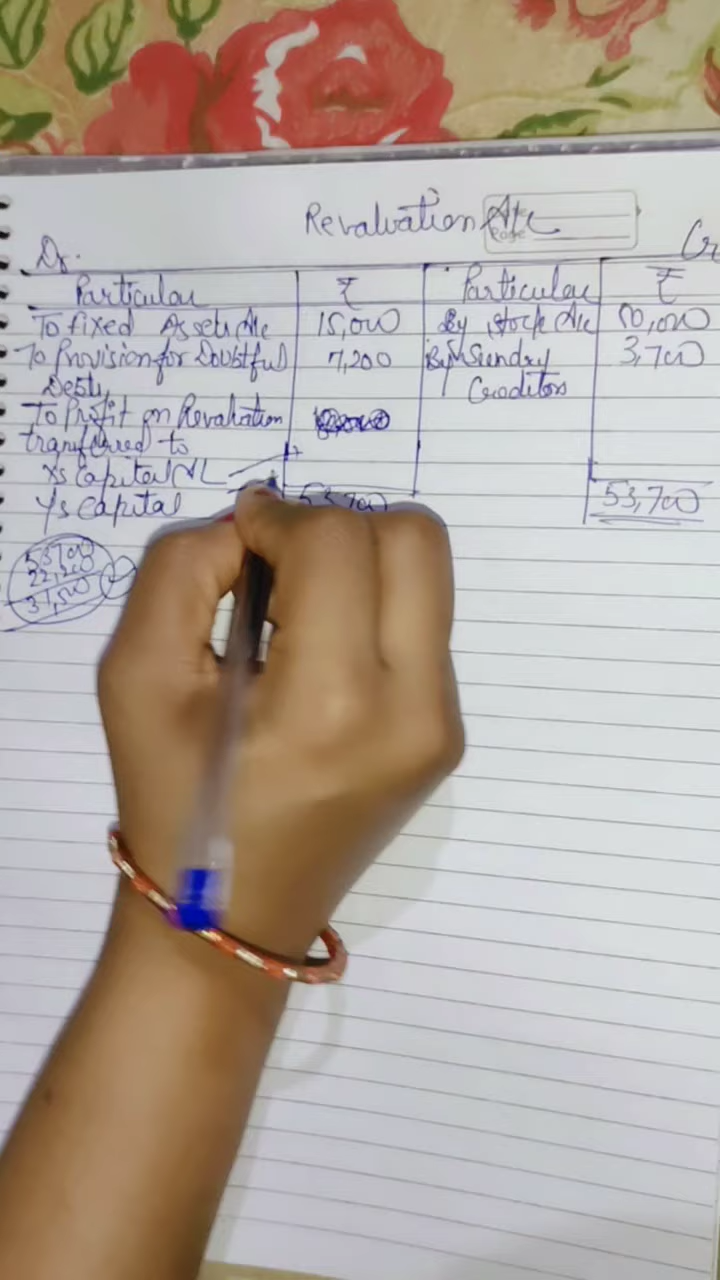 Revaluation A/c
Dr. Cr
Particular ₹ Particular ₹
To fixed Assets A/c 15,000 By Stock A/c 50,000
To Provision for Doubtful 7,200 By Sundry 3,700
Debts Creditors
To Profit on Revaluation
transferred to
X's Capital A/c
Y's Capital 53,700 53,700
53700
22,200
31,500